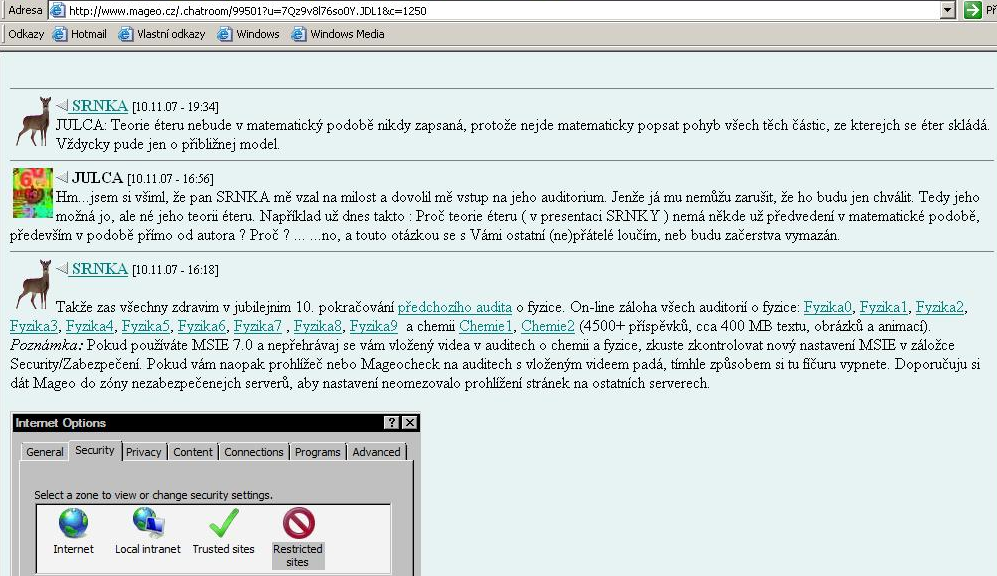 Adresa http://www.mageo.cz/.chatroom/99501?u=7Qz9v8l76so0Y.JDL1&c=1250
Odkazy Hotmail Vlastní odkazy Windows Windows Media
SRNKA [10.11.07 - 19:34]
JULCA: Teorie éteru nebude v matematický podobě nikdy zapsaná, protože nejde matematicky popsat pohyb všech těch částic, ze kterejch se éter skládá.
Vždycky pude jen o přibližnej model.
JULCA [10.11.07 - 16:56]
Hm...jsem si všiml, že pan SRNKA mě vzal na milost a dovolil mě vstup na jeho auditorium. Jenže já mu nemůžu zarušit, že ho budu jen chválit. Tedy jeho
možná jo, ale né jeho teorii éteru. Například už dnes takto : Proč teorie éteru ( v presentaci SRNKY ) nemá někde už předvedení v matematické podobě,
především v podobě přímo od autora ? Proč ? ... ...no, a touto otázkou se s Vámi ostatní (ne)přátelé loučím, neb budu začerstva vymazán.
SRNKA [10.11.07 - 16:18]
Takže zas všechny zdravim v jubilejnim 10. pokračování předchozího audita o fyzice. On-line záloha všech auditorií o fyzice: Fyzika0, Fyzika1, Fyzika2,
Fyzika3, Fyzika4, Fyzika5, Fyzika6, Fyzika7 , Fyzika8, Fyzika9 a chemii Chemie1, Chemie2 (4500+ příspěvků, cca 400 MB textu, obrázků a animací).
Poznámka: Pokud používáte MSIE 7.0 a nepřehrávaj se vám vložený videa v auditech o chemii a fyzice, zkuste zkontrolovat nový nastavení MSIE v záložce
Security/Zabezpečení. Pokud vám naopak prohlížeč nebo Mageocheck na auditech s vloženým videem padá, tímhle způsobem si tu fíčuru vypnete. Doporučuju si
dát Mageo do zóny nezabezpečenejch serverů, aby nastavení neomezovalo prohlížení stránek na ostatních serverech.
Internet Options
General Security Privacy Content Connections Programs Advanced
Select a zone to view or change security settings.
Internet Local intranet Trusted sites Restricted
sites